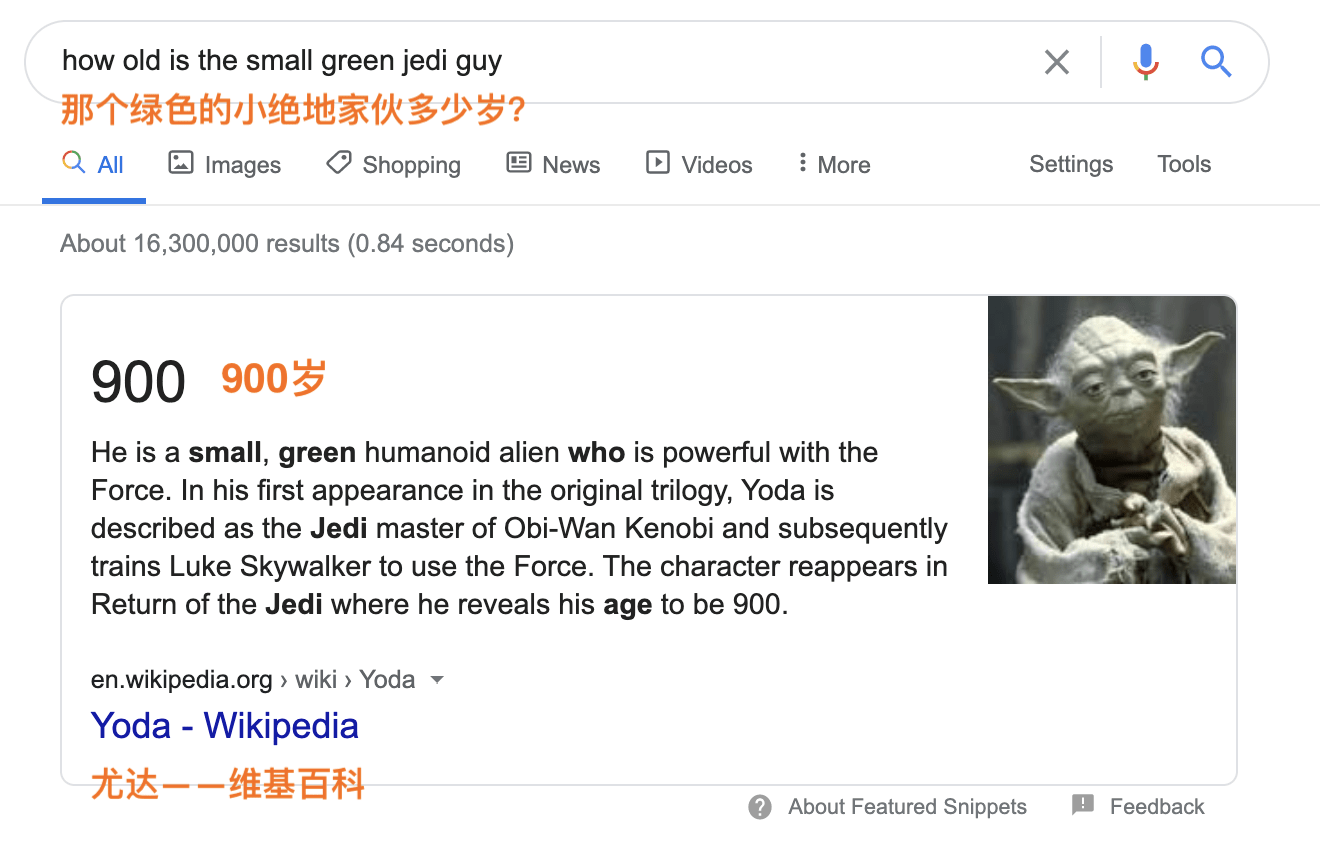 how old is the small green jedi guy
那个绿色的小绝地家伙多少岁?
All Images Shopping News Videos More Settings Tools
About 16,300,000 results (0.84 seconds)
900 900岁
He is a small, green humanoid alien who is powerful with the
Force. In his first appearance in the original trilogy, Yoda is
described as the Jedi master of Obi-Wan Kenobi and subsequently
trains Luke Skywalker to use the Force. The character reappears in
Return of the Jedi where he reveals his age to be 900.
en.wikipedia.org › wiki › Yoda
Yoda - Wikipedia
尤达——维基百科
About Featured Snippets Feedback